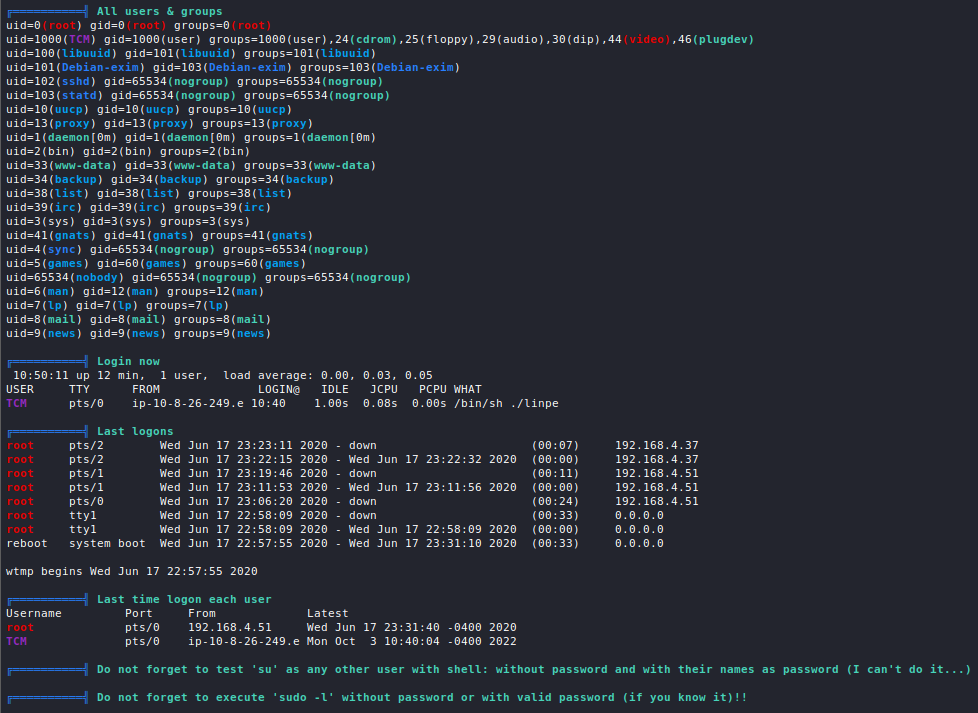 ╔══════════╣ All users & groups
uid=0(root) gid=0(root) groups=0(root)
uid=1000(TCM) gid=1000(user) groups=1000(user),24(cdrom),25(floppy),29(audio),30(dip),44(video),46(plugdev)
uid=100(libuuid) gid=101(libuuid) groups=101(libuuid)
uid=101(Debian-exim) gid=103(Debian-exim) groups=103(Debian-exim)
uid=102(sshd) gid=65534(nogroup) groups=65534(nogroup)
uid=103(statd) gid=65534(nogroup) groups=65534(nogroup)
uid=10(uucp) gid=10(uucp) groups=10(uucp)
uid=13(proxy) gid=13(proxy) groups=13(proxy)
uid=1(daemon[0m) gid=1(daemon[0m) groups=1(daemon[0m)
uid=2(bin) gid=2(bin) groups=2(bin)
uid=33(www-data) gid=33(www-data) groups=33(www-data)
uid=34(backup) gid=34(backup) groups=34(backup)
uid=38(list) gid=38(list) groups=38(list)
uid=39(irc) gid=39(irc) groups=39(irc)
uid=3(sys) gid=3(sys) groups=3(sys)
uid=41(gnats) gid=41(gnats) groups=41(gnats)
uid=4(sync) gid=65534(nogroup) groups=65534(nogroup)
uid=5(games) gid=60(games) groups=60(games)
uid=65534(nobody) gid=65534(nogroup) groups=65534(nogroup)
uid=6(man) gid=12(man) groups=12(man)
uid=7(lp) gid=7(lp) groups=7(lp)
uid=8(mail) gid=8(mail) groups=8(mail)
uid=9(news) gid=9(news) groups=9(news)
╔══════════╣ Login now
 10:50:11 up 12 min,  1 user,  load average: 0.00, 0.03, 0.05
USER     TTY      FROM              LOGIN@   IDLE   JCPU   PCPU WHAT
TCM      pts/0    ip-10-8-26-249.e 10:40    1.00s  0.08s  0.00s /bin/sh ./linpe
╔══════════╣ Last logons
root     pts/2        Wed Jun 17 23:23:11 2020 - down                      (00:07)     192.168.4.37
root     pts/2        Wed Jun 17 23:22:15 2020 - Wed Jun 17 23:22:32 2020  (00:00)     192.168.4.37
root     pts/1        Wed Jun 17 23:19:46 2020 - down                      (00:11)     192.168.4.51
root     pts/1        Wed Jun 17 23:11:53 2020 - Wed Jun 17 23:11:56 2020  (00:00)     192.168.4.51
root     pts/0        Wed Jun 17 23:06:20 2020 - down                      (00:24)     192.168.4.51
root     tty1         Wed Jun 17 22:58:09 2020 - down                      (00:33)     0.0.0.0
root     tty1         Wed Jun 17 22:58:09 2020 - Wed Jun 17 22:58:09 2020  (00:00)     0.0.0.0
reboot   system boot  Wed Jun 17 22:57:55 2020 - Wed Jun 17 23:31:10 2020  (00:33)     0.0.0.0
wtmp begins Wed Jun 17 22:57:55 2020
╔══════════╣ Last time logon each user
Username         Port     From             Latest
root             pts/0    192.168.4.51     Wed Jun 17 23:31:40 -0400 2020
TCM              pts/0    ip-10-8-26-249.e Mon Oct  3 10:40:04 -0400 2022
╔══════════╣ Do not forget to test 'su' as any other user with shell: without password and with their names as password (I can't do it...)
╔══════════╣ Do not forget to execute 'sudo -l' without password or with valid password (if you know it)!!